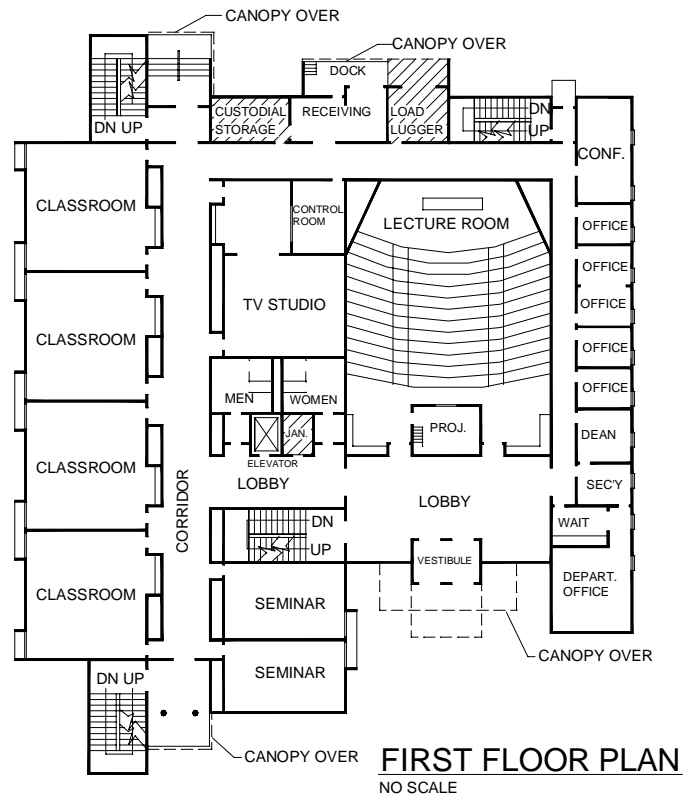 CANOPY OVER
CANOPY OVER
DOCK
CUSTODIAL
STORAGE
RECEIVING
LOAD
LUGGER
DN
UP
DN UP
CONF.
CLASSROOM
CONTROL
ROOM
LECTURE ROOM
OFFICE
OFFICE
TV STUDIO
OFFICE
CLASSROOM
OFFICE
OFFICE
MEN
WOMEN
PROJ.
JAN.
DEAN
CLASSROOM
ELEVATOR
LOBBY
SEC'Y
LOBBY
CORRIDOR
DN
UP
WAIT
VESTIBULE
DEPART.
OFFICE
CLASSROOM
SEMINAR
CANOPY OVER
SEMINAR
DN UP
CANOPY OVER
FIRST FLOOR PLAN
NO SCALE